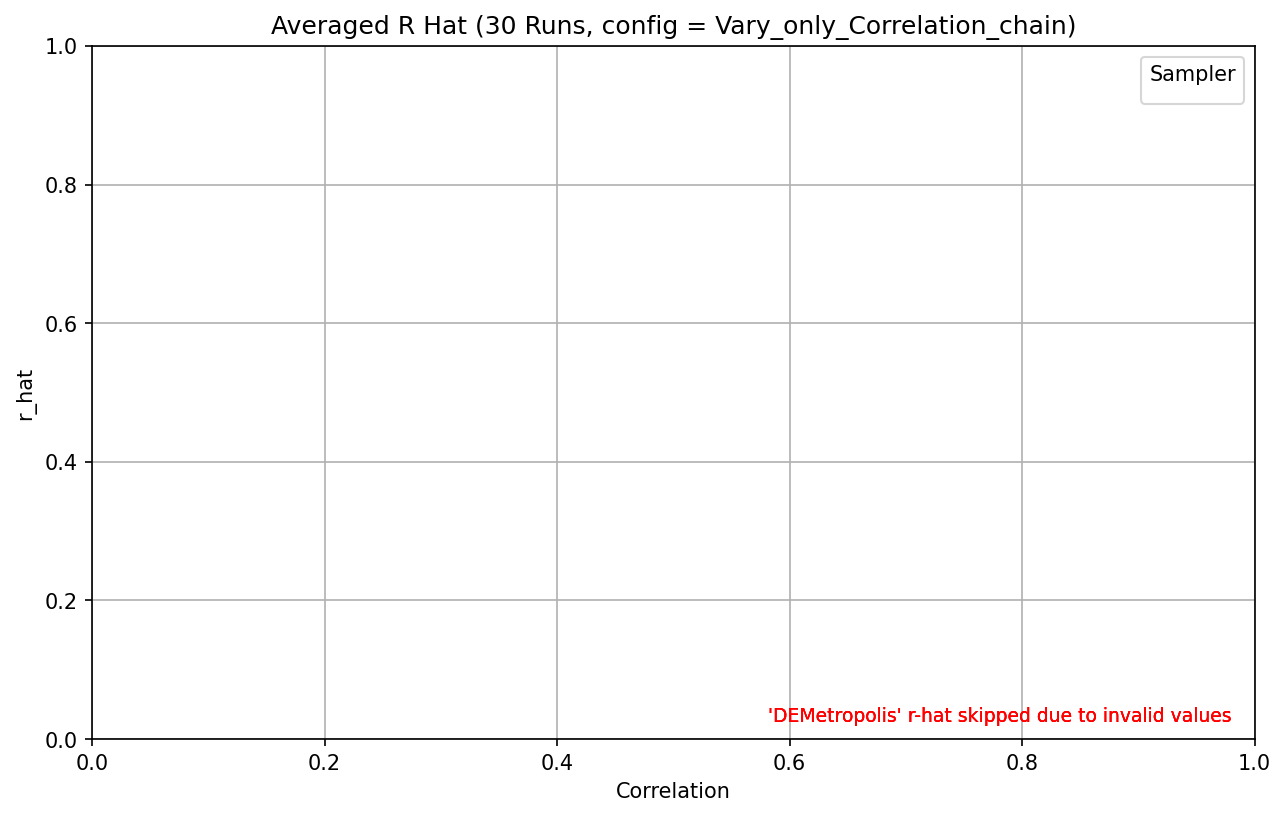 Averaged R Hat (30 Runs, config = Vary_only_Correlation_chain)
Sampler
1.0
0.8
0.6
0.4
0.2
0.0
r_hat
'DEMetropolis' r-hat skipped due to invalid values
0.0 0.2 0.4 0.6 0.8 1.0
Correlation